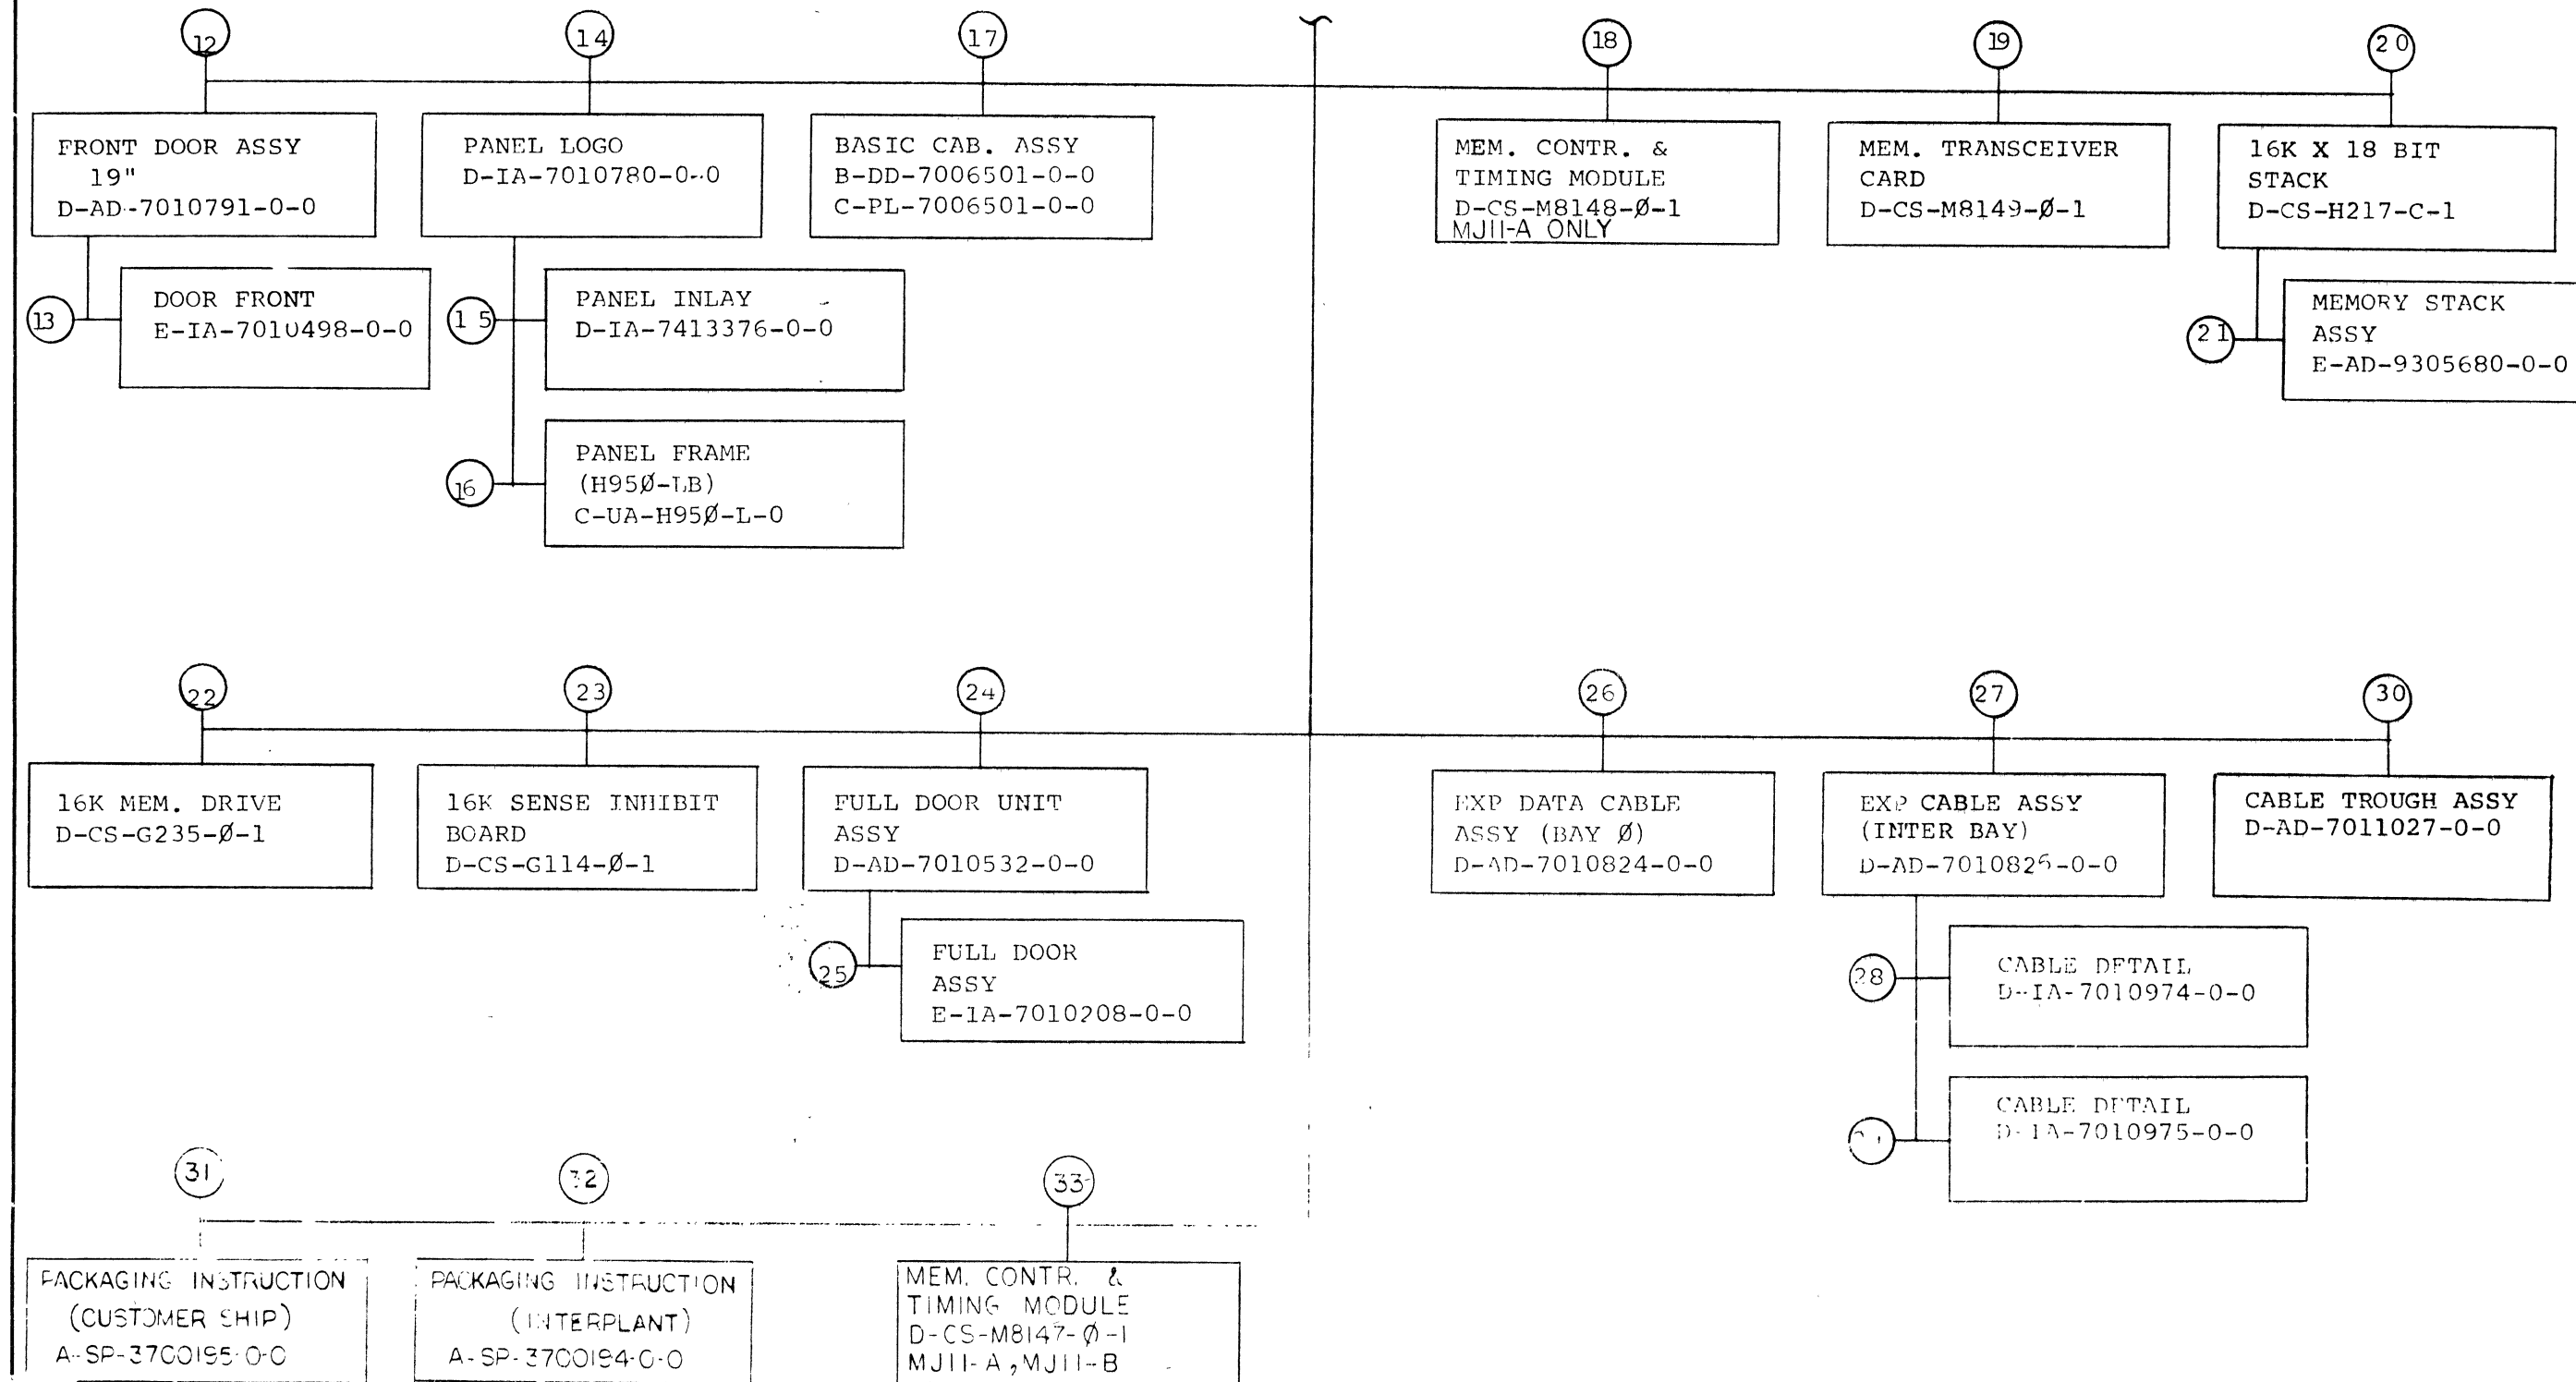 12
14
17
18
19
20
FRONT DOOR ASSY
19"
D-AD-7010791-0-0
PANEL LOGO
D-IA-7010780-0-0
BASIC CAB. ASSY
B-DD-7006501-0-0
C-PL-7006501-0-0
MEM. CONTR. &
TIMING MODULE
D-CS-M8148-Ø-1
MJ11-A ONLY
MEM. TRANSCEIVER
CARD
D-CS-M8149-Ø-1
16K X 18 BIT
STACK
D-CS-H217-C-1
13
DOOR FRONT
E-IA-7010498-0-0
15
PANEL INLAY
D-IA-7413376-0-0
21
MEMORY STACK
ASSY
E-AD-9305680-0-0
16
PANEL FRAME
(H95Ø-LB)
C-UA-H95Ø-L-0
22
23
24
26
27
30
16K MEM. DRIVE
D-CS-G235-Ø-1
16K SENSE INHIBIT
BOARD
D-CS-G114-Ø-1
FULL DOOR UNIT
ASSY
D-AD-7010532-0-0
EXP DATA CABLE
ASSY (BAY Ø)
D-AD-7010824-0-0
EXP CABLE ASSY
(INTER BAY)
CABLE TROUGH ASSY
D-AD-7011027-0-0
25
FULL DOOR
ASSY
E-1A-7010208-0-0
28
CABLE DETAIL
D-IA-7010974-0-0
CABLE DETAIL
D-1A-7010975-0-0
31
32
33
PACKAGING INSTRUCTION
(CUSTOMER SHIP)
A-SP-3700195-0-0
PACKAGING INSTRUCTION
(INTERPLANT)
A-SP-3700194-0-0
MEM. CONTR. &
TIMING MODULE
D-CS-M8147-Ø-1
MJ11-A, MJ11-B